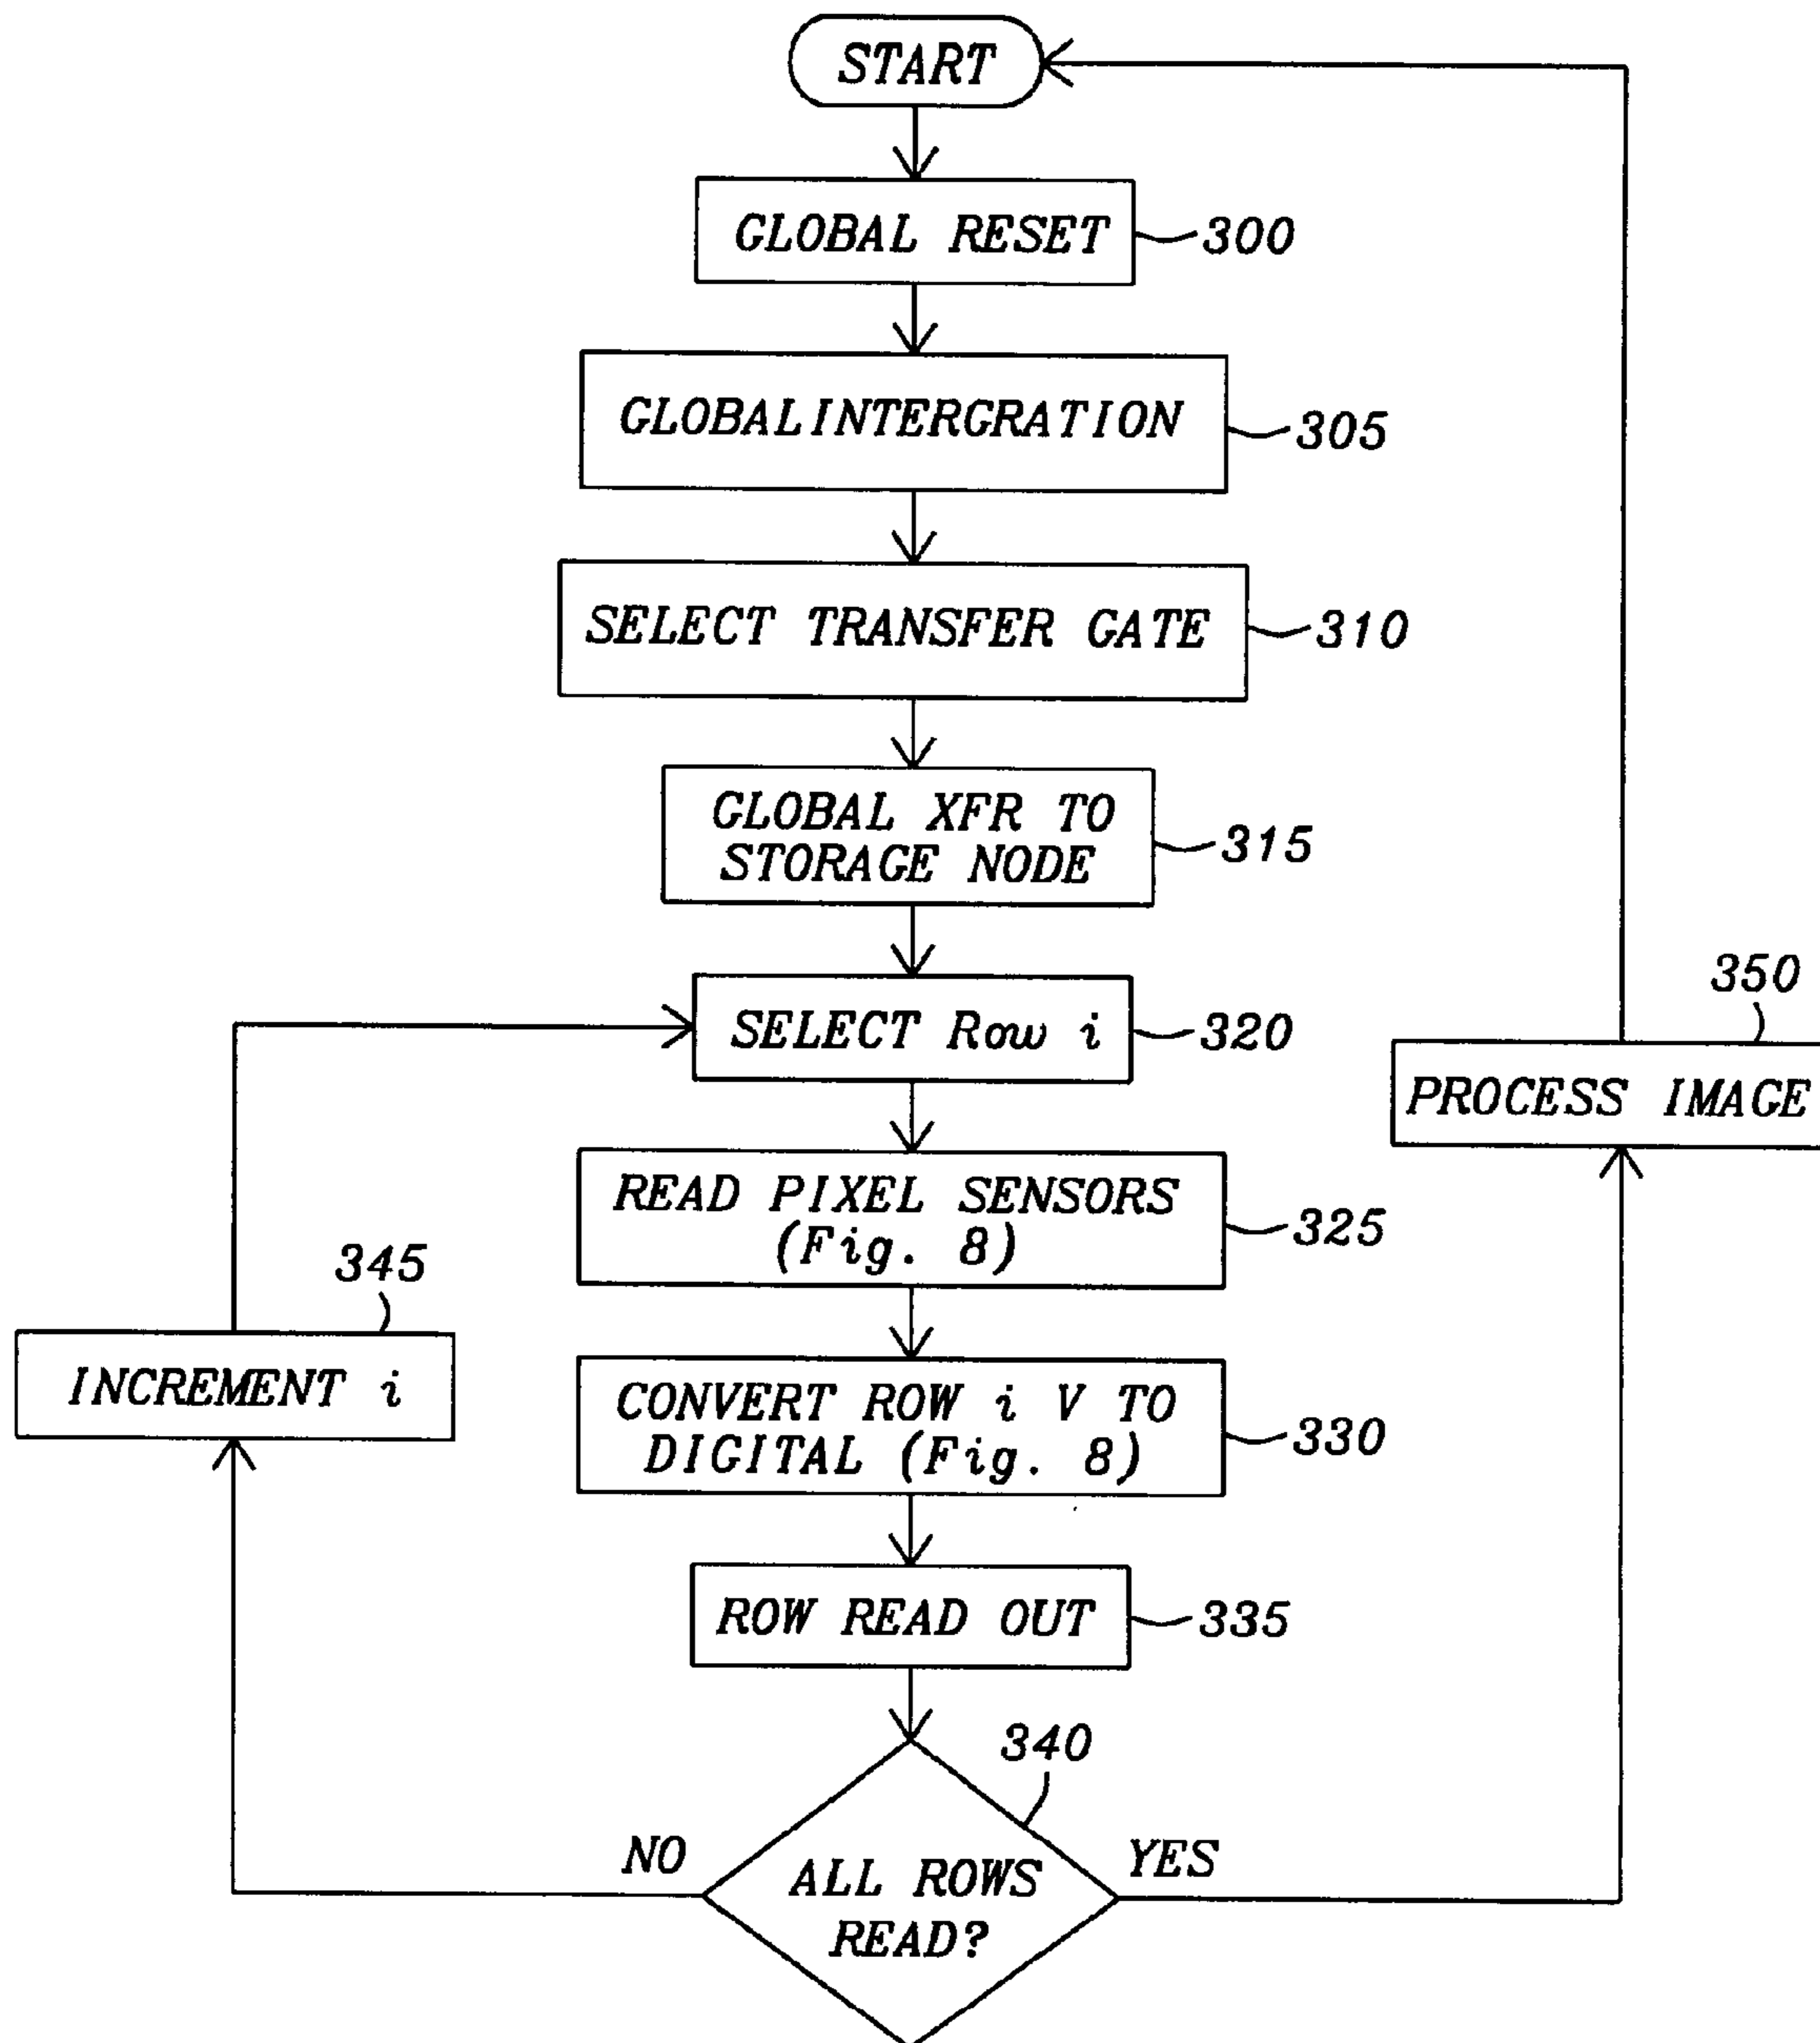 START
GLOBAL RESET
300
GLOBALINTERGRATION
305
SELECT TRANSFER GATE
310
GLOBAL XFR TO
STORAGE NODE
315
SELECT Row i
320
350
PROCESS IMAGE
READ PIXEL SENSORS
(Fig. 8)
325
345
INCREMENT i
CONVERT ROW i V TO
DIGITAL (Fig. 8)
330
ROW READ OUT
335
340
NO
YES
ALL ROWS
READ?